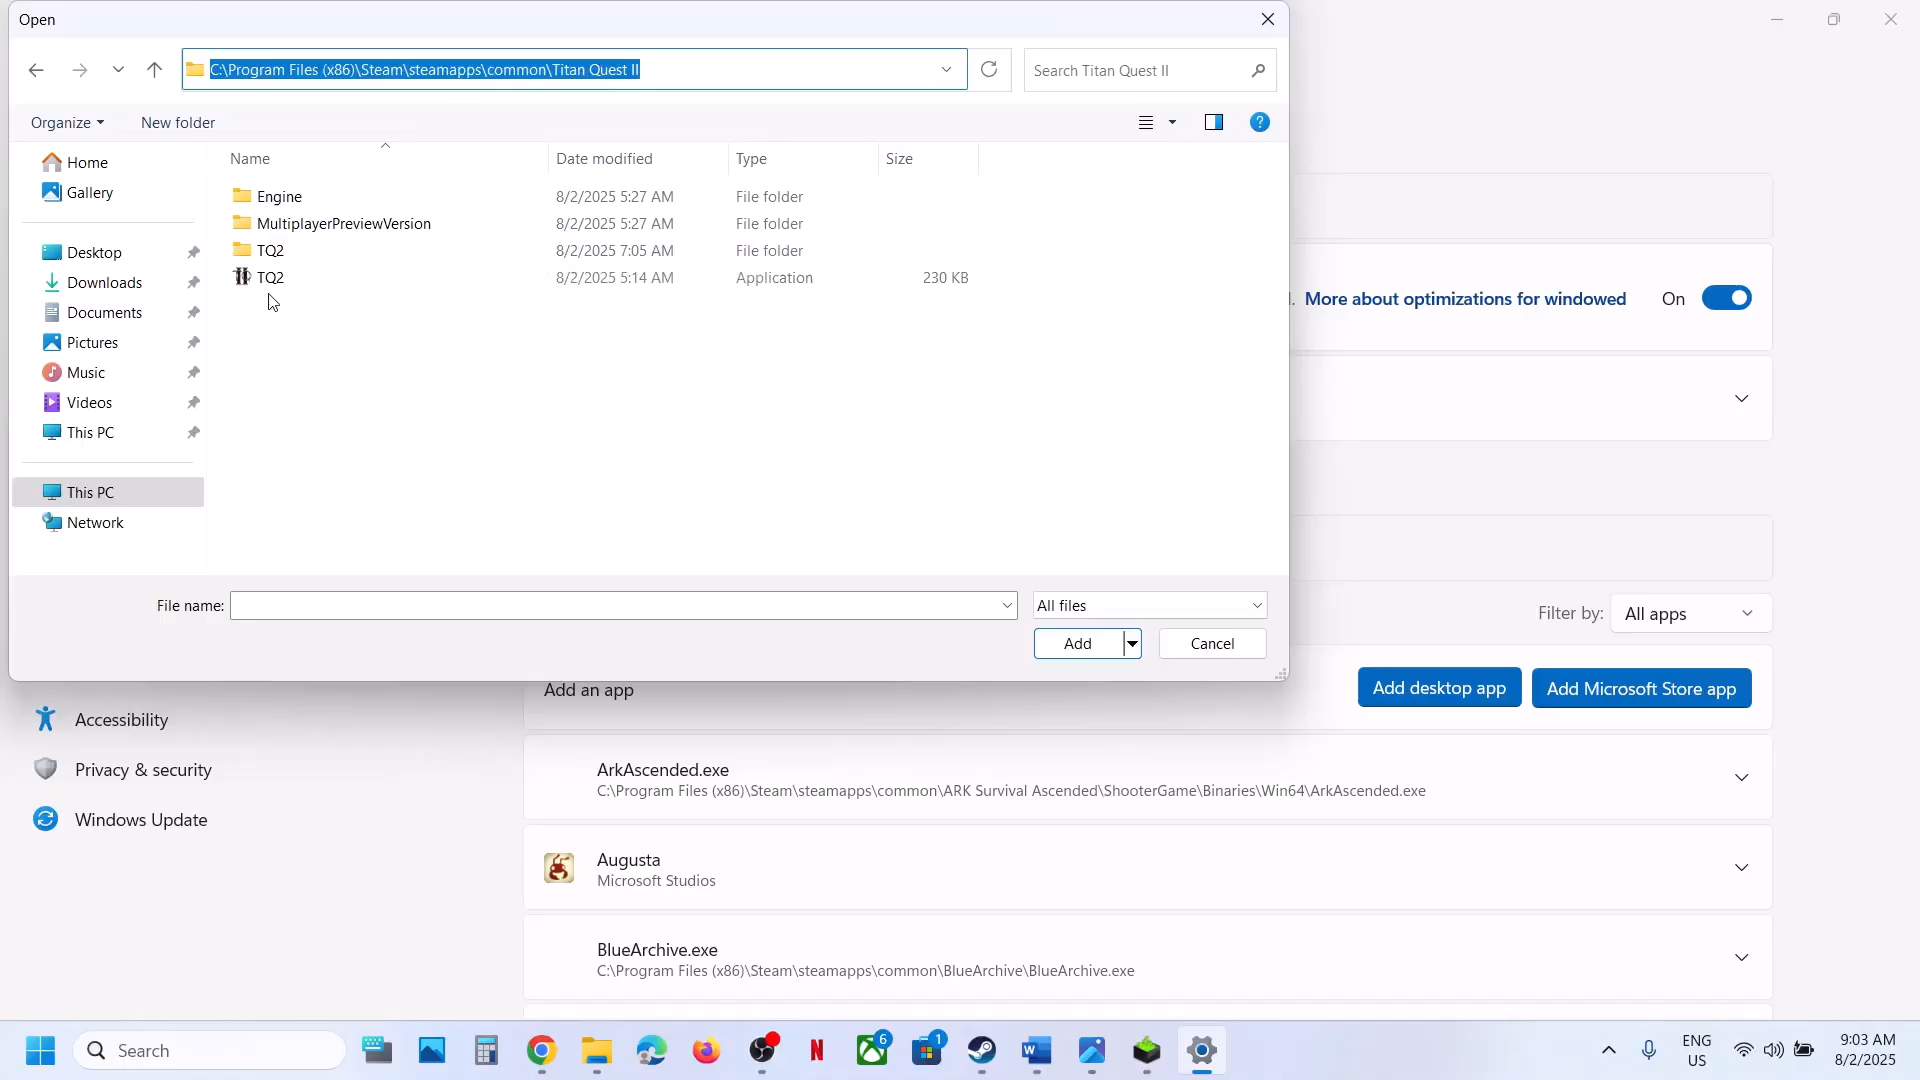 Open
C:\Program Files (x86)\Steam\steamapps\common\Titan Quest II
Search Titan Quest II
Organize
New folder
Name
Date modified
Type
Size
Home
Gallery
Desktop
Downloads
Documents
Pictures
Music
Videos
This PC
This PC
Network
Engine 8/2/2025 5:27 AM File folder
MultiplayerPreviewVersion 8/2/2025 5:27 AM File folder
TQ2 8/2/2025 7:05 AM File folder
TQ2 8/2/2025 5:14 AM Application 230 KB
File name:
All files
Add
Cancel
More about optimizations for windowed
On
Filter by:
All apps
Add an app
Add desktop app
Add Microsoft Store app
Accessibility
Privacy & security
Windows Update
ArkAscended.exe
C:\Program Files (x86)\Steam\steamapps\common\ARK Survival Ascended\ShooterGame\Binaries\Win64\ArkAscended.exe
Augusta
Microsoft Studios
BlueArchive.exe
C:\Program Files (x86)\Steam\steamapps\common\BlueArchive\BlueArchive.exe
Search
6
1
ENG
US
9:03 AM
8/2/2025